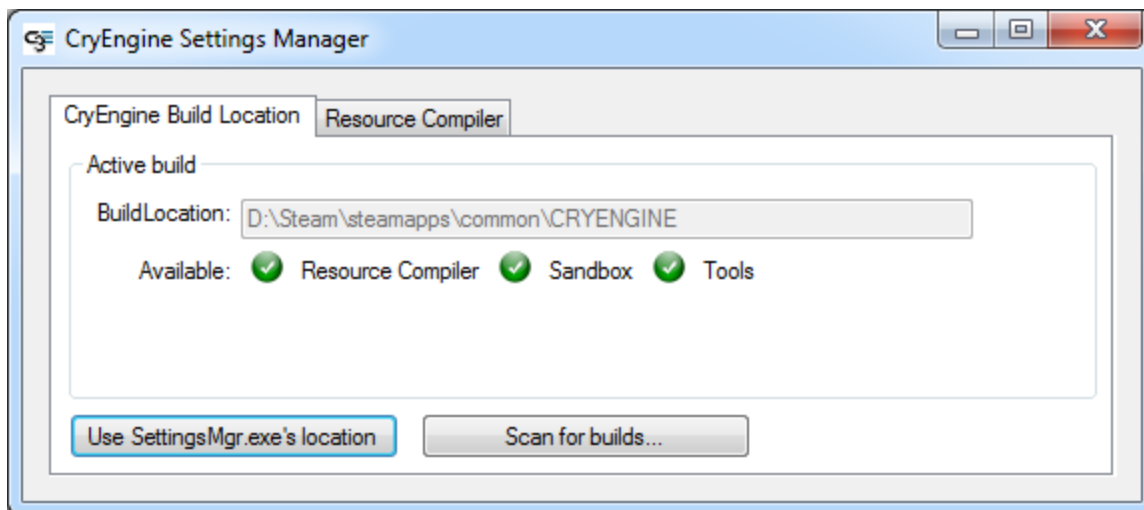 CryEngine Settings Manager
CryEngine Build Location Resource Compiler
Active build
BuildLocation: D:\Steam\steamapps\common\CRYENGINE
Available: Resource Compiler Sandbox Tools
Use SettingsMgr.exe's location Scan for builds...